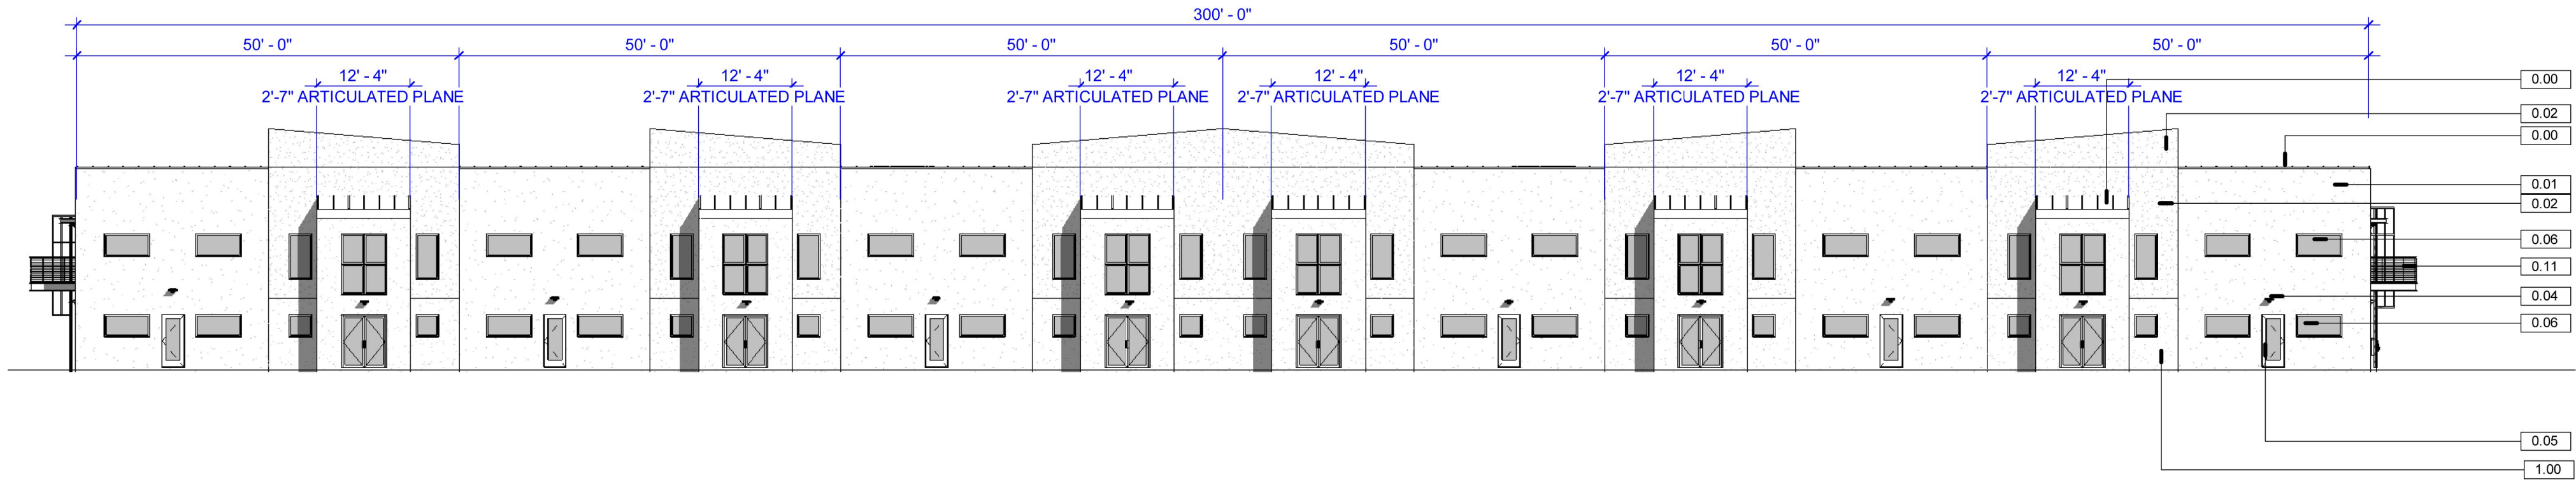 300' - 0"
50' - 0" 50' - 0" 50' - 0" 50' - 0" 50' - 0" 50' - 0"
12' - 4" 12' - 4" 12' - 4" 12' - 4" 12' - 4" 12' - 4"
2'-7" ARTICULATED PLANE 2'-7" ARTICULATED PLANE 2'-7" ARTICULATED PLANE 2'-7" ARTICULATED PLANE 2'-7" ARTICULATED PLANE 2'-7" ARTICULATED PLANE
0.00
0.02
0.00
0.01
0.02
0.06
0.11
0.04
0.06
0.05
1.00